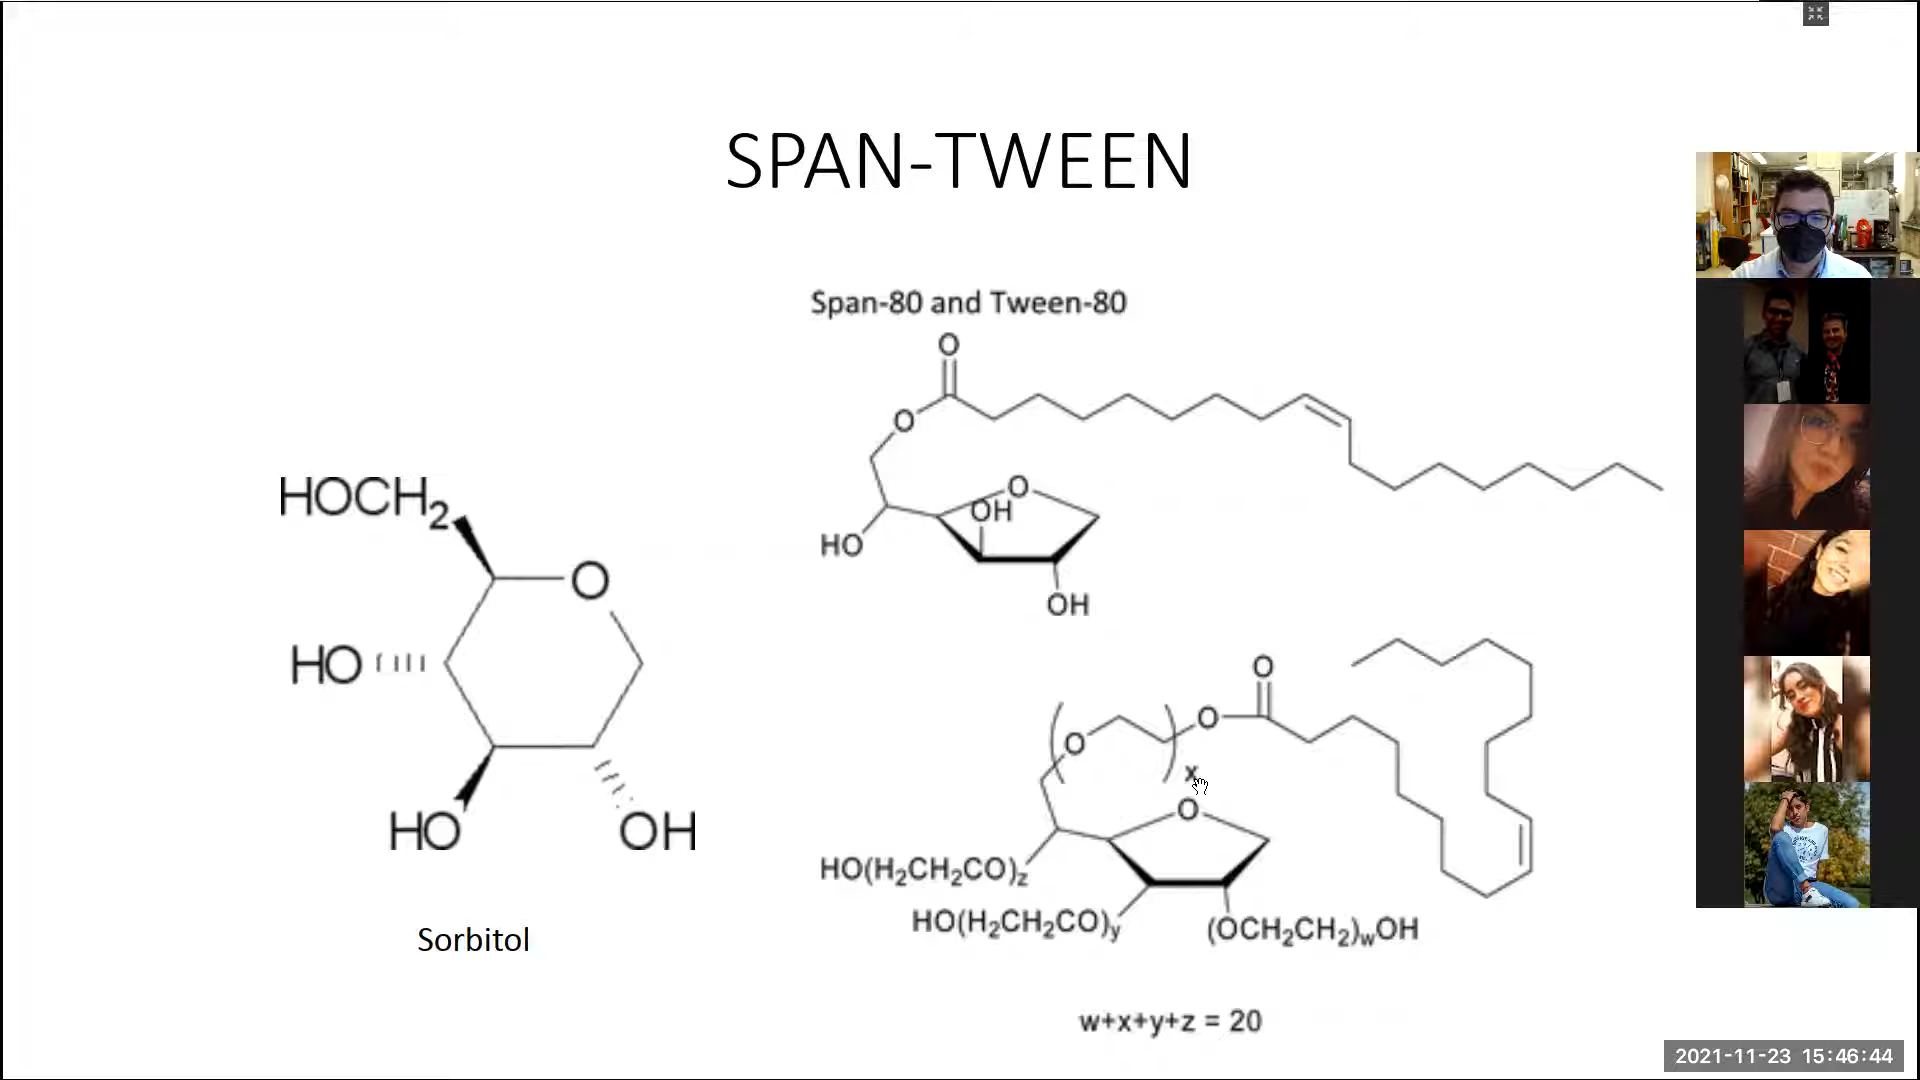 SPAN-TWEEN
Span-80 and Tween-80
O
O
O
OH
HO
OH
HOCH2
O
HO
HO
OH
Sorbitol
O
O
O
x
O
HO(H2CH2CO)z
HO(H2CH2CO)y
(OCH2CH2)wOH
w+x+y+z = 20
2021-11-23 15:46:44